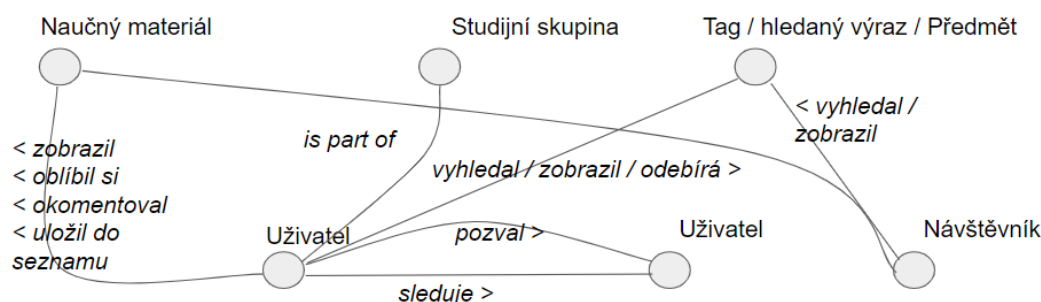 Naučný materiál
Studijní skupina
Tag / hledaný výraz / Předmět
< vyhledal /
zobrazil
is part of
< zobrazil
< oblíbil si
< okomentoval
< uložil do
seznamu
vyhledal / zobrazil / odebírá >
Uživatel
pozval >
Uživatel
Návštěvník
sleduje >